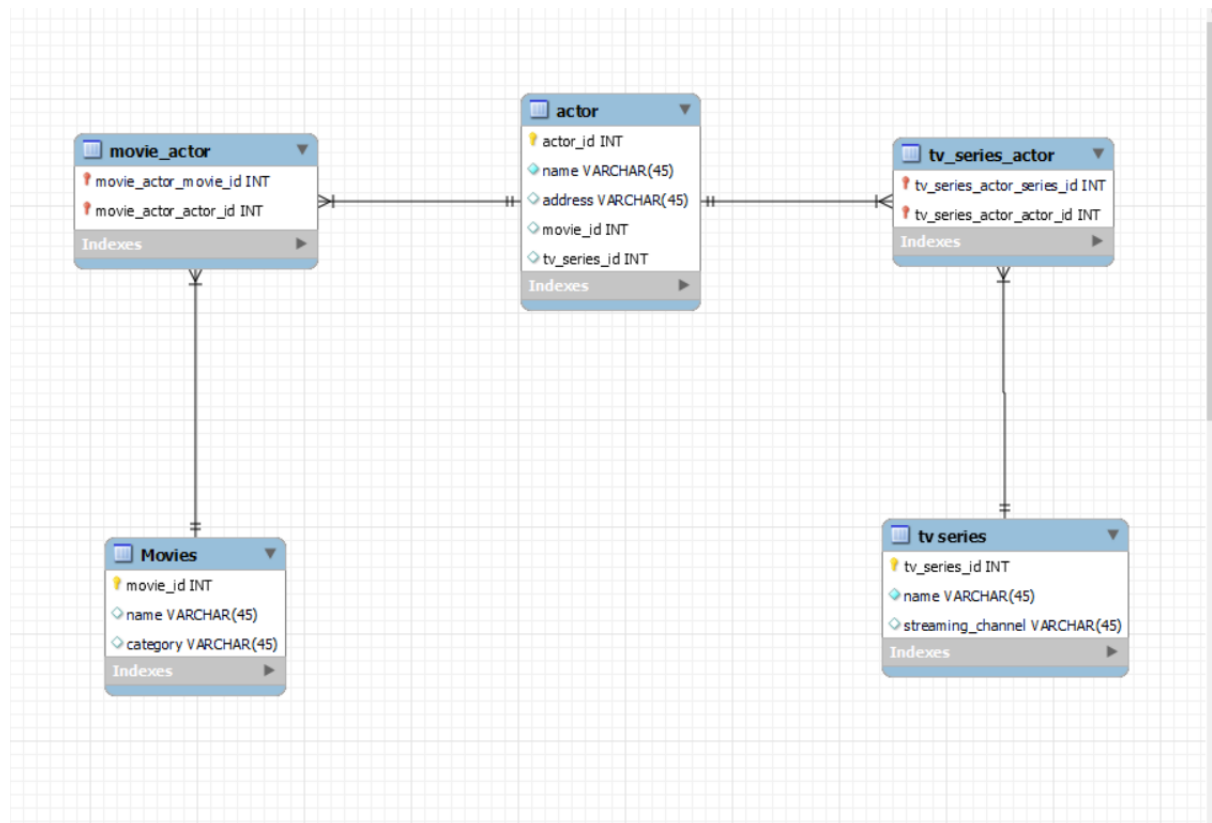 movie_actor
movie_actor_movie_id INT
movie_actor_actor_id INT
Indexes
actor
actor_id INT
name VARCHAR(45)
address VARCHAR(45)
movie_id INT
tv_series_id INT
Indexes
tv_series_actor
tv_series_actor_series_id INT
tv_series_actor_actor_id INT
Indexes
Movies
movie_id INT
name VARCHAR(45)
category VARCHAR(45)
Indexes
tv series
tv_series_id INT
name VARCHAR(45)
streaming_channel VARCHAR(45)
Indexes